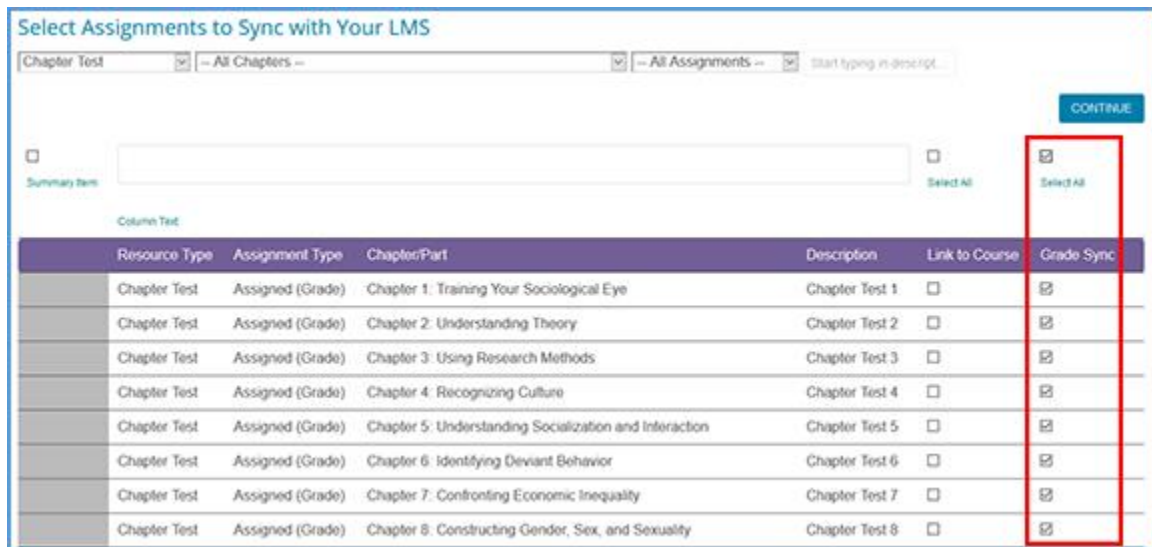 Select Assignments to Sync with Your LMS
Chapter Test -- All Chapters -- -- All Assignments -- Start typing in descript...
CONTINUE
Summary Item Select All Select All
Column Text
Resource Type Assignment Type Chapter/Part Description Link to Course Grade Sync
Chapter Test Assigned (Grade) Chapter 1: Training Your Sociological Eye Chapter Test 1
Chapter Test Assigned (Grade) Chapter 2: Understanding Theory Chapter Test 2
Chapter Test Assigned (Grade) Chapter 3: Using Research Methods Chapter Test 3
Chapter Test Assigned (Grade) Chapter 4: Recognizing Culture Chapter Test 4
Chapter Test Assigned (Grade) Chapter 5: Understanding Socialization and Interaction Chapter Test 5
Chapter Test Assigned (Grade) Chapter 6: Identifying Deviant Behavior Chapter Test 6
Chapter Test Assigned (Grade) Chapter 7: Confronting Economic Inequality Chapter Test 7
Chapter Test Assigned (Grade) Chapter 8: Constructing Gender, Sex, and Sexuality Chapter Test 8